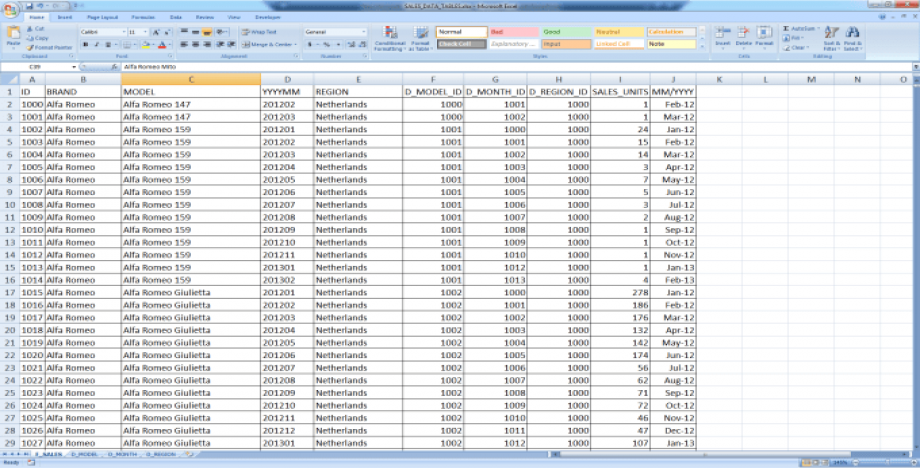 SALES_DATA_TABLES.xlsx - Microsoft Excel
Home Insert Page Layout Formulas Data Review View Developer
Cut
Copy
Format Painter
Paste
Clipboard
Calibri 11
Font
Wrap Text
Merge & Center
Alignment
General
Number
Conditional Formatting
Format as Table
Normal Bad Good Neutral Calculation
Check Cell Explanatory ... Input Linked Cell Note
Styles
Insert Delete Format
Cells
AutoSum
Fill
Clear
Sort & Filter
Find & Select
Editing
C39 Alfa Romeo Mito
A B C D E F G H I J K L M N O
1 ID BRAND MODEL YYYYMM REGION D_MODEL_ID D_MONTH_ID D_REGION_ID SALES_UNITS MM/YYYY
2 1000 Alfa Romeo Alfa Romeo 147 201202 Netherlands 1000 1001 1000 1 Feb-12
3 1001 Alfa Romeo Alfa Romeo 147 201203 Netherlands 1000 1002 1000 1 Mar-12
4 1002 Alfa Romeo Alfa Romeo 159 201201 Netherlands 1001 1000 1000 24 Jan-12
5 1003 Alfa Romeo Alfa Romeo 159 201202 Netherlands 1001 1001 1000 15 Feb-12
6 1004 Alfa Romeo Alfa Romeo 159 201203 Netherlands 1001 1002 1000 14 Mar-12
7 1005 Alfa Romeo Alfa Romeo 159 201204 Netherlands 1001 1003 1000 3 Apr-12
8 1006 Alfa Romeo Alfa Romeo 159 201205 Netherlands 1001 1004 1000 7 May-12
9 1007 Alfa Romeo Alfa Romeo 159 201206 Netherlands 1001 1005 1000 5 Jun-12
10 1008 Alfa Romeo Alfa Romeo 159 201207 Netherlands 1001 1006 1000 3 Jul-12
11 1009 Alfa Romeo Alfa Romeo 159 201208 Netherlands 1001 1007 1000 2 Aug-12
12 1010 Alfa Romeo Alfa Romeo 159 201209 Netherlands 1001 1008 1000 1 Sep-12
13 1011 Alfa Romeo Alfa Romeo 159 201210 Netherlands 1001 1009 1000 1 Oct-12
14 1012 Alfa Romeo Alfa Romeo 159 201211 Netherlands 1001 1010 1000 1 Nov-12
15 1013 Alfa Romeo Alfa Romeo 159 201301 Netherlands 1001 1012 1000 1 Jan-13
16 1014 Alfa Romeo Alfa Romeo 159 201302 Netherlands 1001 1013 1000 4 Feb-13
17 1015 Alfa Romeo Alfa Romeo Giulietta 201201 Netherlands 1002 1000 1000 278 Jan-12
18 1016 Alfa Romeo Alfa Romeo Giulietta 201202 Netherlands 1002 1001 1000 186 Feb-12
19 1017 Alfa Romeo Alfa Romeo Giulietta 201203 Netherlands 1002 1002 1000 176 Mar-12
20 1018 Alfa Romeo Alfa Romeo Giulietta 201204 Netherlands 1002 1003 1000 132 Apr-12
21 1019 Alfa Romeo Alfa Romeo Giulietta 201205 Netherlands 1002 1004 1000 142 May-12
22 1020 Alfa Romeo Alfa Romeo Giulietta 201206 Netherlands 1002 1005 1000 174 Jun-12
23 1021 Alfa Romeo Alfa Romeo Giulietta 201207 Netherlands 1002 1006 1000 56 Jul-12
24 1022 Alfa Romeo Alfa Romeo Giulietta 201208 Netherlands 1002 1007 1000 62 Aug-12
25 1023 Alfa Romeo Alfa Romeo Giulietta 201209 Netherlands 1002 1008 1000 71 Sep-12
26 1024 Alfa Romeo Alfa Romeo Giulietta 201210 Netherlands 1002 1009 1000 72 Oct-12
27 1025 Alfa Romeo Alfa Romeo Giulietta 201211 Netherlands 1002 1010 1000 46 Nov-12
28 1026 Alfa Romeo Alfa Romeo Giulietta 201212 Netherlands 1002 1011 1000 47 Dec-12
29 1027 Alfa Romeo Alfa Romeo Giulietta 201301 Netherlands 1002 1012 1000 107 Jan-13
F_SALES D_MODEL D_MONTH D_REGION
Ready